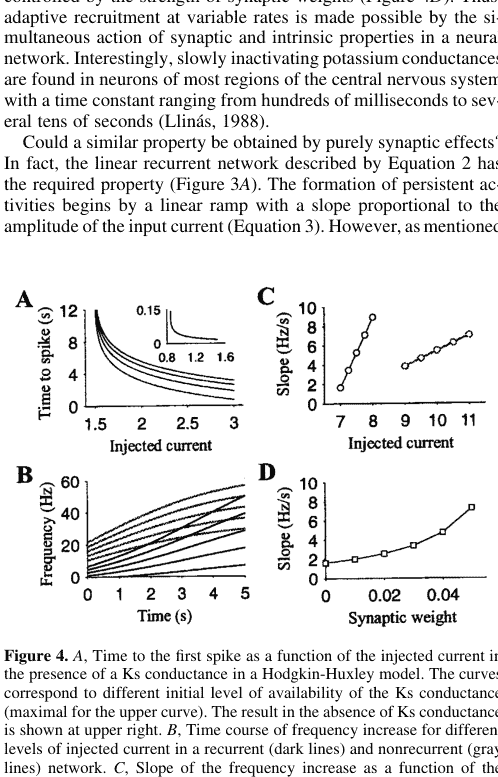 controlled by the strength of synaptic weights (Figure 4D). Thus
adaptive recruitment at variable rates is made possible by the si-
multaneous action of synaptic and intrinsic properties in a neural
network. Interestingly, slowly inactivating potassium conductances
are found in neurons of most regions of the central nervous system
with a time constant ranging from hundreds of milliseconds to sev-
eral tens of seconds (Llinás, 1988).
Could a similar property be obtained by purely synaptic effects?
In fact, the linear recurrent network described by Equation 2 has
the required property (Figure 3A). The formation of persistent ac-
tivities begins by a linear ramp with a slope proportional to the
amplitude of the input current (Equation 3). However, as mentioned
A
12
8
4
0
Time to spike (s)
0.15
0
0.8 1.2 1.6
1.5 2 2.5 3
Injected current
C
10
8
6
4
2
0
Slope (Hz/s)
7 8 9 10 11
Injected current
B
60
40
20
0
Frequency (Hz)
0 1 2 3 4 5
Time (s)
D
10
8
6
4
2
0
Slope (Hz/s)
0 0.02 0.04
Synaptic weight
Figure 4. A, Time to the first spike as a function of the injected current in
the presence of a Ks conductance in a Hodgkin-Huxley model. The curves
correspond to different initial level of availability of the Ks conductance
(maximal for the upper curve). The result in the absence of Ks conductance
is shown at upper right. B, Time course of frequency increase for different
levels of injected current in a recurrent (dark lines) and nonrecurrent (gray
lines) network. C, Slope of the frequency increase as a function of the